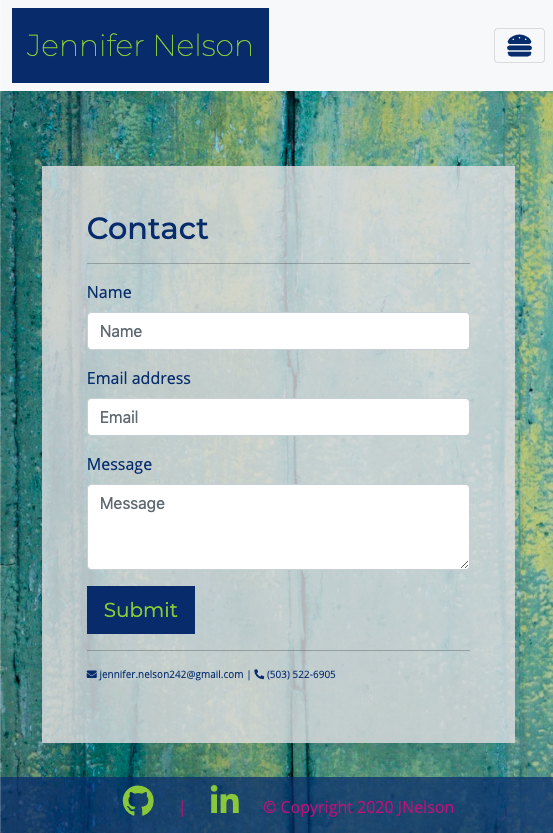 Jennifer Nelson
Contact
Name
Name
Email address
Email
Message
Message
Submit
jennifer.nelson242@gmail.com | (503) 522-6905
| in © Copyright 2020 JNelson